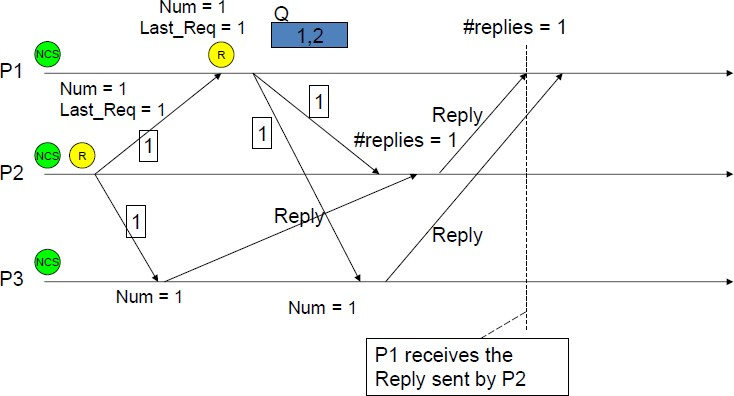 Num = 1
Last_Req = 1
Q
1,2
#replies = 1
NCS
R
P1
Num = 1
Last_Req = 1
1
Reply
1
1
#replies = 1
NCS
R
P2
1
Reply
Reply
NCS
P3
Num = 1
Num = 1
P1 receives the
Reply sent by P2